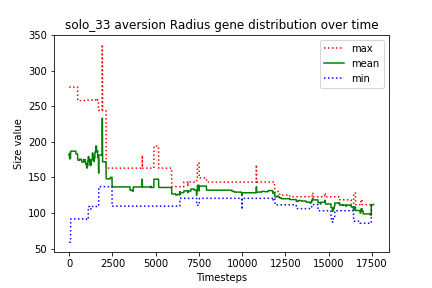 solo_33 aversion Radius gene distribution over time
350
300
250
200
150
100
50
Size value
max
mean
min
0 2500 5000 7500 10000 12500 15000 17500
Timesteps